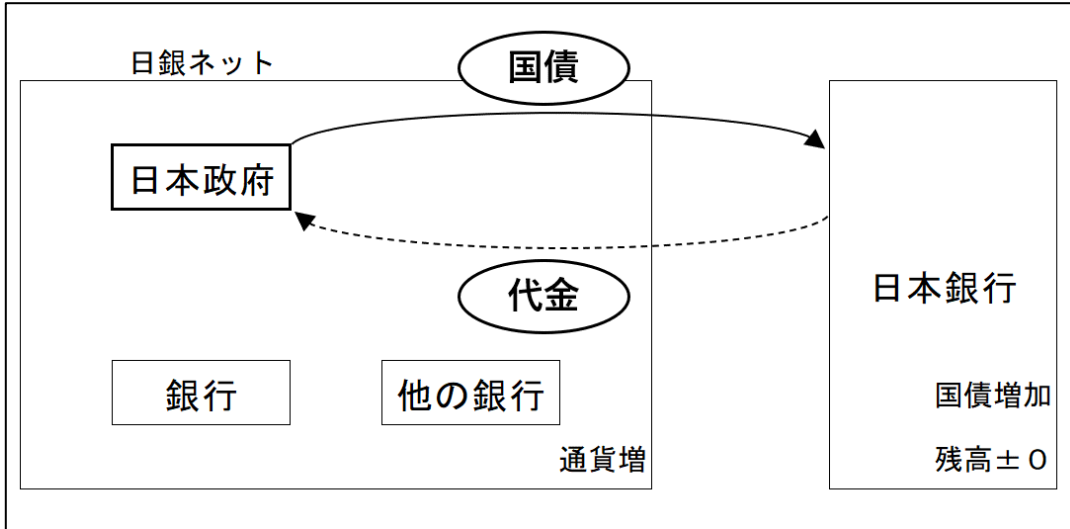 日銀ネット
国債
日本政府
代金
日本銀行
銀行
他の銀行
国債増加
通貨増
残高±０